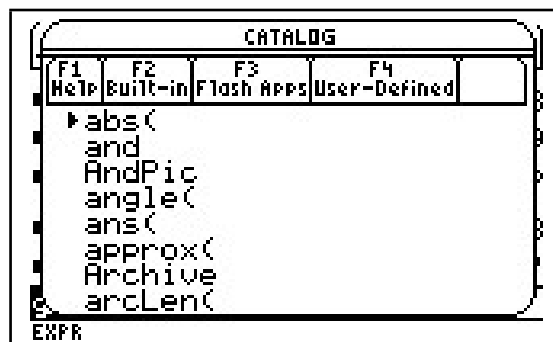 CATALOG
F1 F2 F3 F4
Help Built-in Flash Apps User-Defined
abs(
and
AndPic
angle(
ans(
approx(
Archive
arcLen(
EXPR